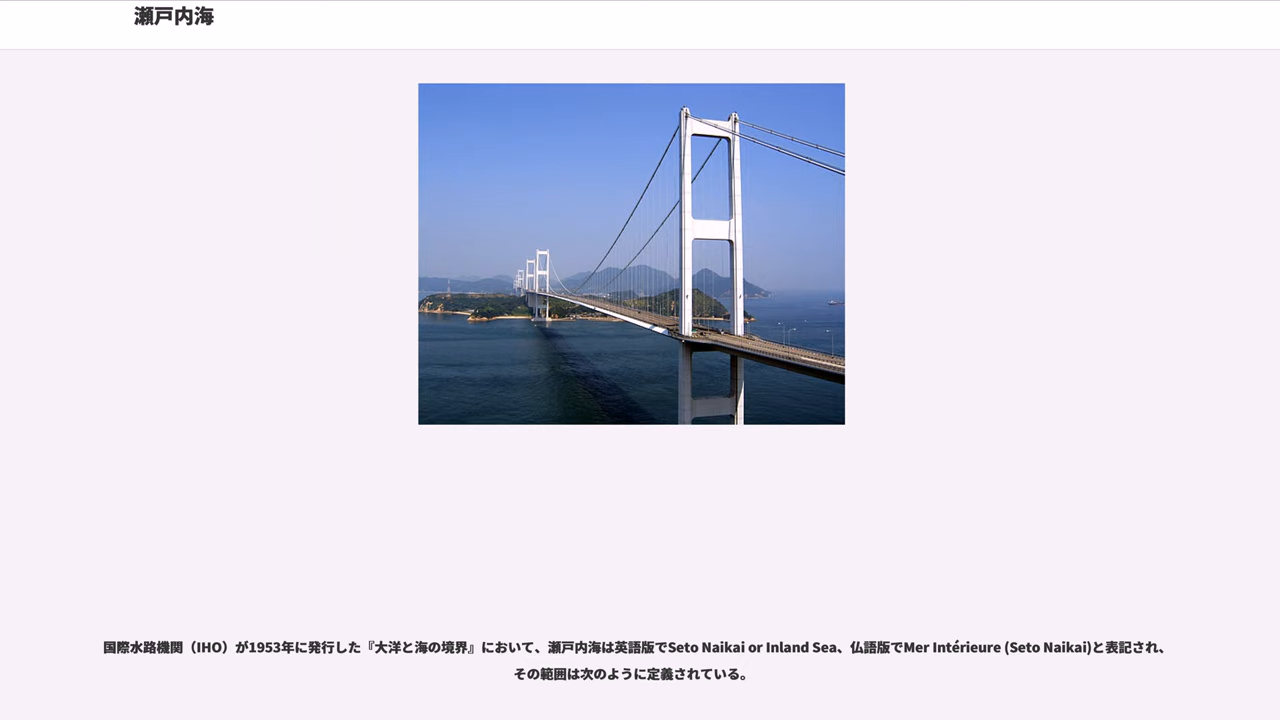 瀬戸内海
国際水路機関（IHO）が1953年に発行した『大洋と海の境界』において、瀬戸内海は英語版でSeto Naikai or Inland Sea、仏語版でMer Intérieure (Seto Naikai)と表記され、
その範囲は次のように定義されている。